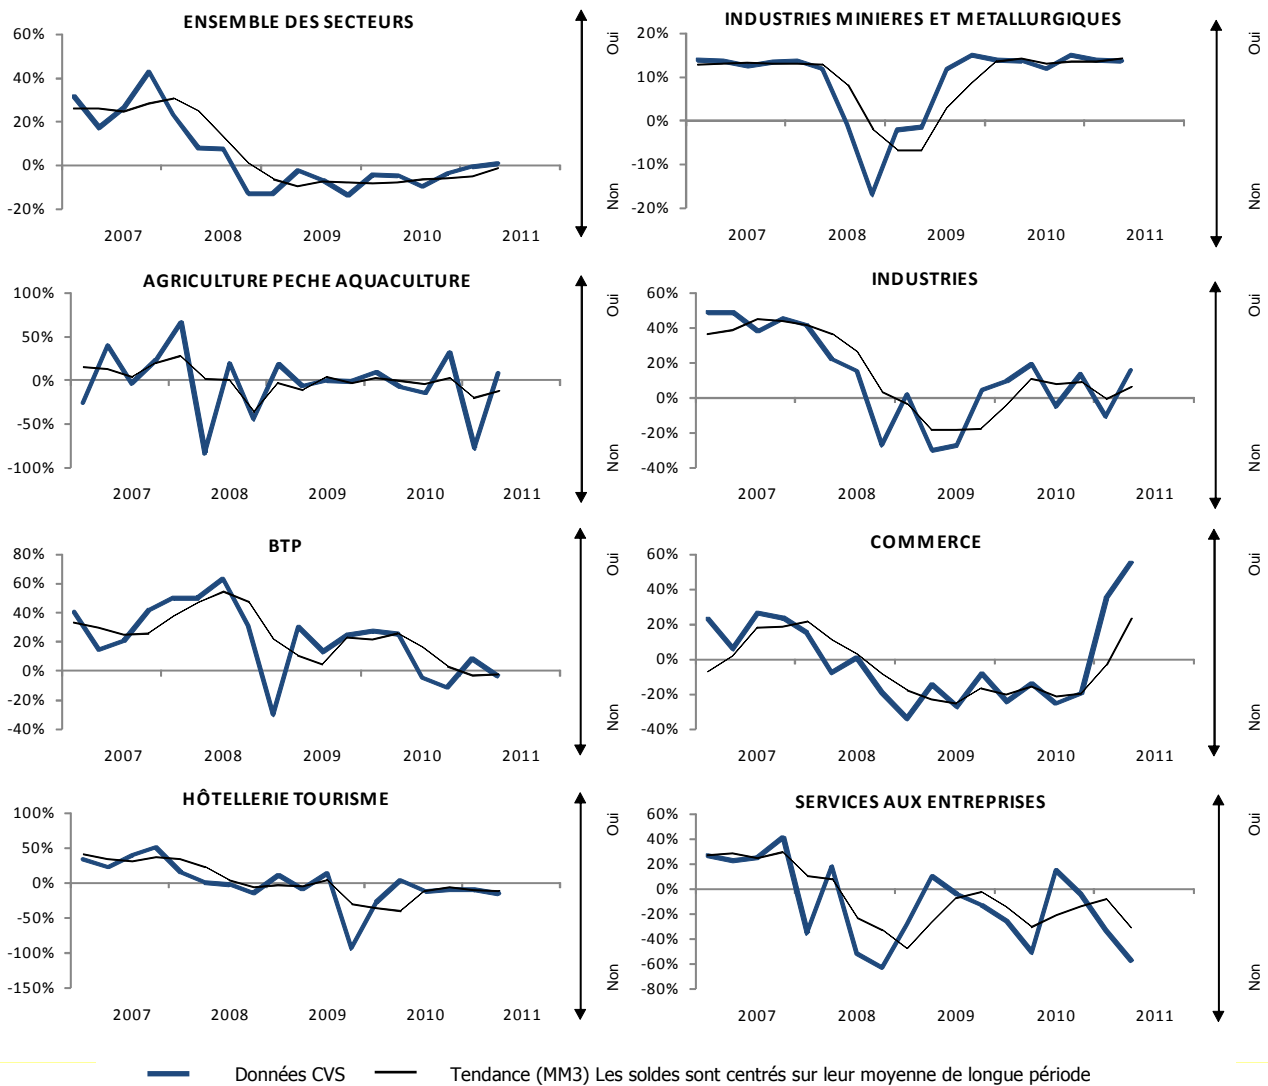 ENSEMBLE DES SECTEURS
60%
40%
20%
0%
-20%
2007 2008 2009 2010 2011
Oui
Non
INDUSTRIES MINIERES ET METALLURGIQUES
20%
10%
0%
-10%
-20%
2007 2008 2009 2010 2011
Oui
Non
AGRICULTURE PECHE AQUACULTURE
100%
50%
0%
-50%
-100%
2007 2008 2009 2010 2011
Oui
Non
INDUSTRIES
60%
40%
20%
0%
-20%
-40%
2007 2008 2009 2010 2011
Oui
Non
BTP
80%
60%
40%
20%
0%
-20%
-40%
2007 2008 2009 2010 2011
Oui
Non
COMMERCE
60%
40%
20%
0%
-20%
-40%
2007 2008 2009 2010 2011
Oui
Non
HÔTELLERIE TOURISME
100%
50%
0%
-50%
-100%
-150%
2007 2008 2009 2010 2011
Oui
Non
SERVICES AUX ENTREPRISES
60%
40%
20%
0%
-20%
-40%
-60%
-80%
2007 2008 2009 2010 2011
Oui
Non
Données CVS Tendance (MM3) Les soldes sont centrés sur leur moyenne de longue période